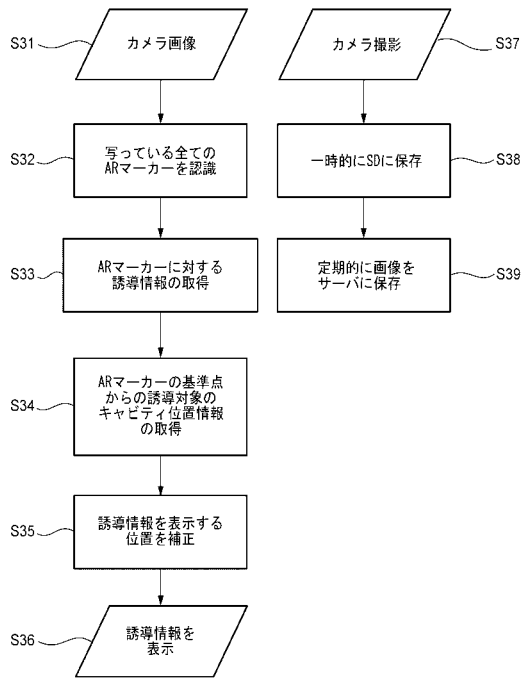 S31
カメラ画像
S32
写っている全ての
ARマーカーを認識
S33
ARマーカーに対する
誘導情報の取得
S34
ARマーカーの基準点
からの誘導対象の
キャビティ位置情報
の取得
S35
誘導情報を表示する
位置を補正
S36
誘導情報を
表示
カメラ撮影
S37
一時的にSDに保存
S38
定期的に画像を
サーバに保存
S39